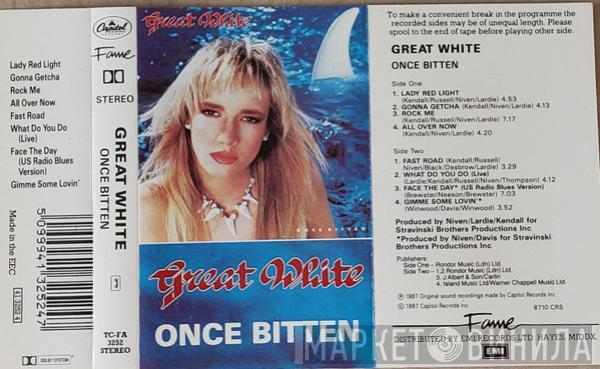 Lady Red Light
Gonna Getcha
Rock Me
All Over Now
Fast Road
What Do You Do
(Live)
Face The Day
(US Radio Blues
Version)
Gimme Some Lovin'
Made in the EEC
5 099941 325247
41 3252 4
DOLBY SYSTEM
Capitol
Fame
STEREO
GREAT WHITE
ONCE BITTEN
TC-FA
3252
STEREO
Great White
ONCE BITTEN
Great White
ONCE BITTEN
To make a convenient break in the programme the
recorded sides may be of unequal length. Please
spool to the end of tape before playing other side.
GREAT WHITE
ONCE BITTEN
Side One
1. LADY RED LIGHT
(Kendall/Russell/Niven/Lardie) 4.53
2. GONNA GETCHA (Kendall/Russell/Niven/Lardie) 4.13
3. ROCK ME
(Kendall/Russell/Niven/Lardie) 7.17
4. ALL OVER NOW
(Kendall/Niven/Lardie) 4.20
Side Two
1. FAST ROAD (Kendall/Russell/
Niven/Black/Desbrow/Lardie) 3.29
2. WHAT DO YOU DO (Live)
(Lardie/Kendall/Russell/Niven/Thompson) 4.12
3. FACE THE DAY* (US Radio Blues Version)
(Brewster/Neeson/Brewster) 7.03
4. GIMME SOME LOVIN'*
(Winwood/Davis/Winwood) 3.52
Produced by Niven/Lardie/Kendall for
Stravinski Brothers Productions Inc
*Produced by Niven/Davis for Stravinski
Brothers Productions Inc
Publishers:
Side One – Rondor Music (Ldn) Ltd.
Side Two – 1,2 Rondor Music (Ldn) Ltd.
3. J Albert & Son/Carlin
4. Island Music Ltd/Warner Chappell Music Ltd.
℗ 1987 Original sound recordings made by Capitol Records Inc
© 1987 Capitol Records Inc
8710 CRS
Fame
МАРКЕТ ВИНИЛА
DISTRIBUTED BY EMI RECORDS LTD. HAYES. MIDDX.
EMI